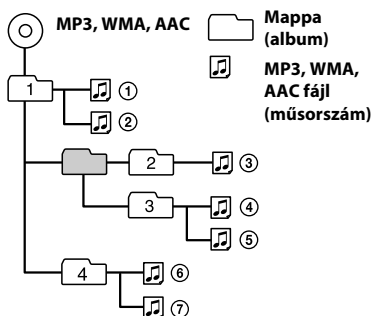 MP3, WMA, AAC
Mappa
(album)
MP3, WMA,
AAC fájl
(műsorszám)
1
①
②
2
③
3
④
⑤
4
⑥
⑦